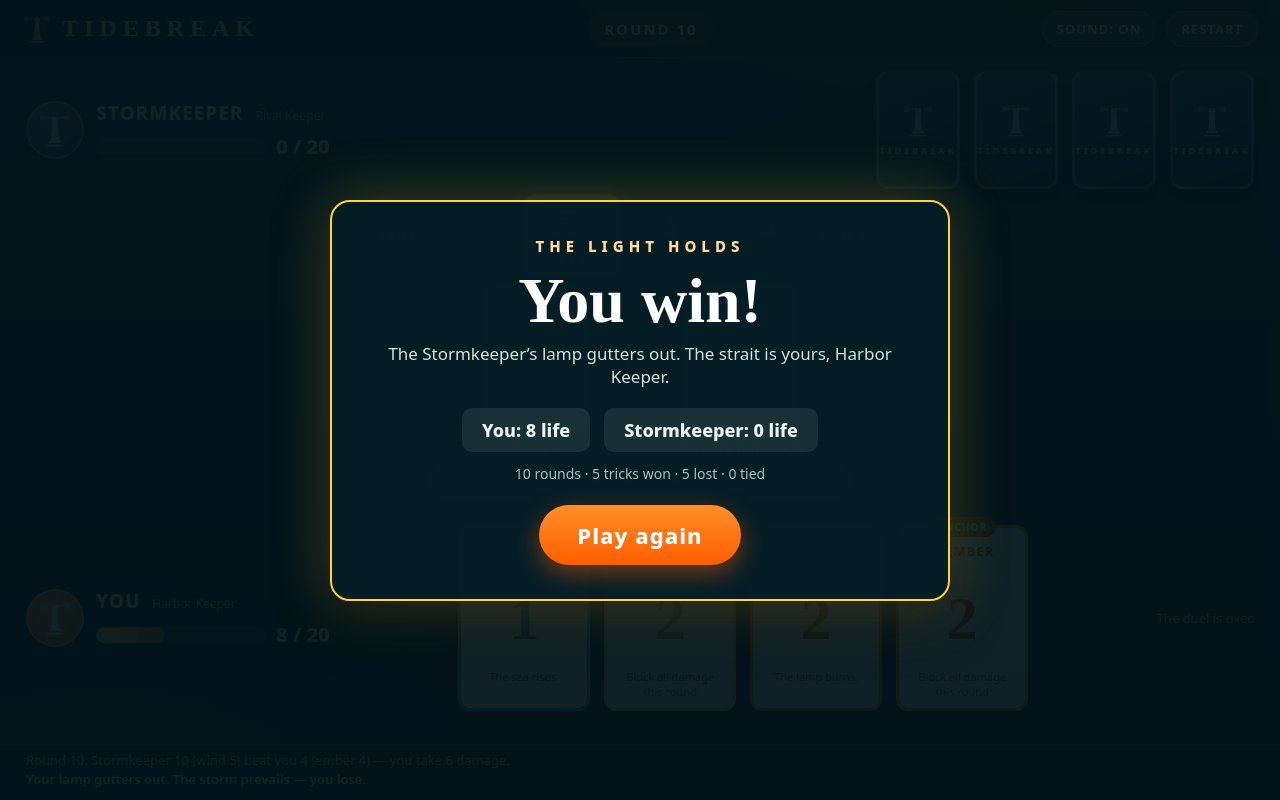 TIDEBREAK
ROUND 10
SOUND: ON
RESTART
STORMKEEPER Rival Keeper
0 / 20
TIDEBREAK
TIDEBREAK
TIDEBREAK
TIDEBREAK
THE LIGHT HOLDS
You win!
The Stormkeeper’s lamp gutters out. The strait is yours, Harbor
Keeper.
You: 8 life
Stormkeeper: 0 life
10 rounds · 5 tricks won · 5 lost · 0 tied
Play again
YOU Harbor Keeper
8 / 20
1
The sea rises.
2
Block all damage
this round
2
The lamp burns.
2
Block all damage
this round
The duel is over.
Round 10: Stormkeeper 10 (wind 5) beat you 4 (ember 4) — you take 6 damage.
Your lamp gutters out. The storm prevails — you lose.